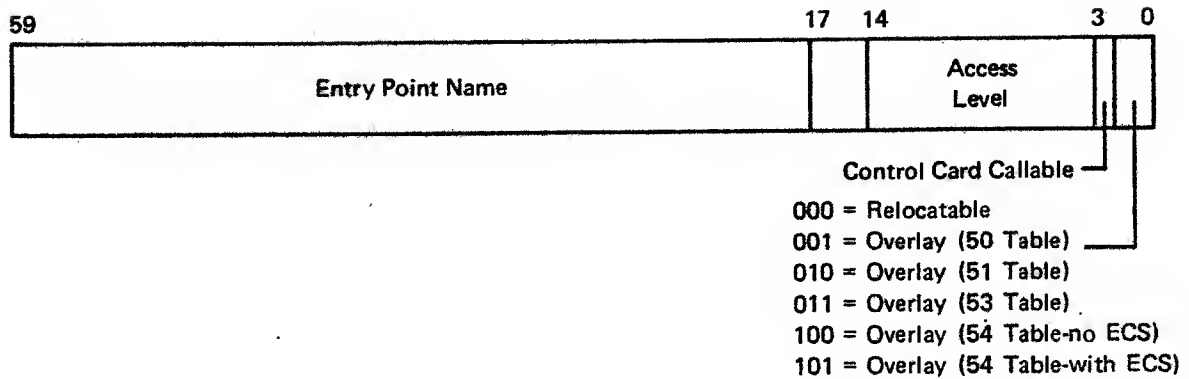 59 17 14 3 0
Entry Point Name
Access
Level
Control Card Callable
000 = Relocatable
001 = Overlay (50 Table)
010 = Overlay (51 Table)
011 = Overlay (53 Table)
100 = Overlay (54 Table-no ECS)
101 = Overlay (54 Table-with ECS)